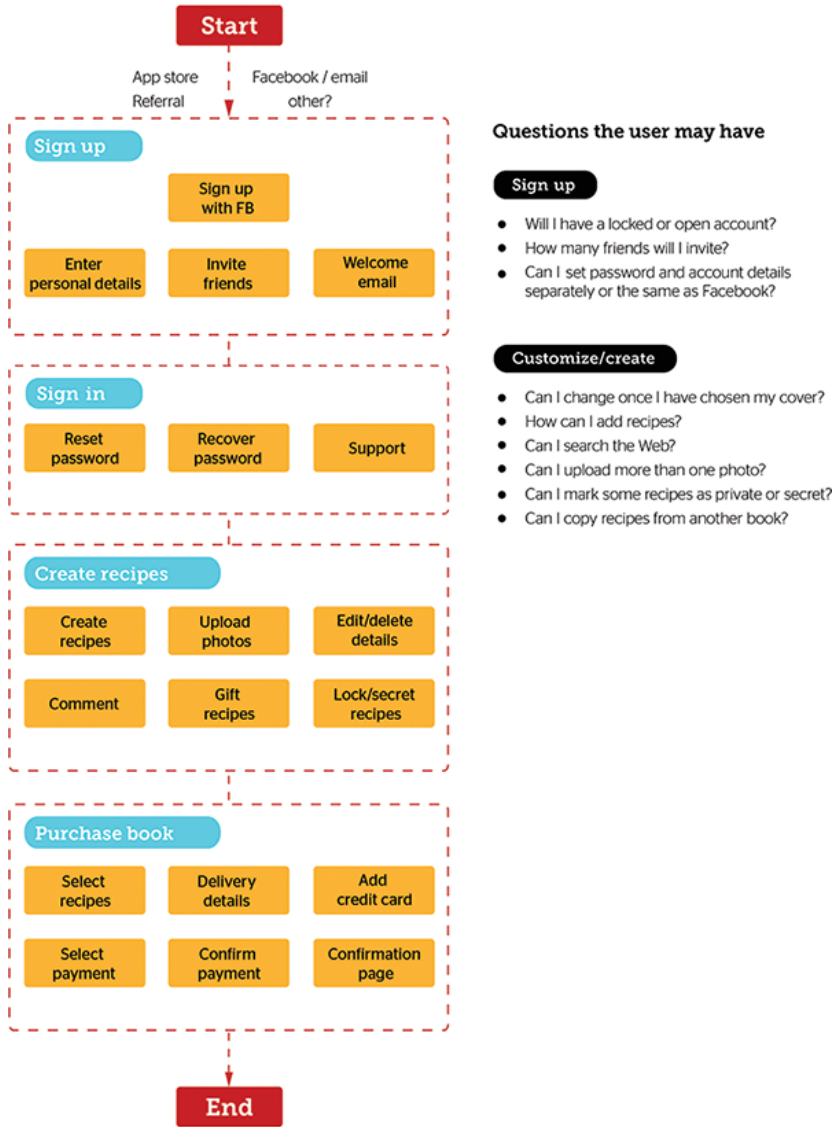 Start
App store
Referral
Facebook / email
other?
Sign up
Sign up
with FB
Enter
personal details
Invite
friends
Welcome
email
Sign in
Reset
password
Recover
password
Support
Create recipes
Create
recipes
Upload
photos
Edit/delete
details
Comment
Gift
recipes
Lock/secret
recipes
Purchase book
Select
recipes
Delivery
details
Add
credit card
Select
payment
Confirm
payment
Confirmation
page
End
Questions the user may have
Sign up
● Will I have a locked or open account?
● How many friends will I invite?
● Can I set password and account details
separately or the same as Facebook?
Customize/create
● Can I change once I have chosen my cover?
● How can I add recipes?
● Can I search the Web?
● Can I upload more than one photo?
● Can I mark some recipes as private or secret?
● Can I copy recipes from another book?